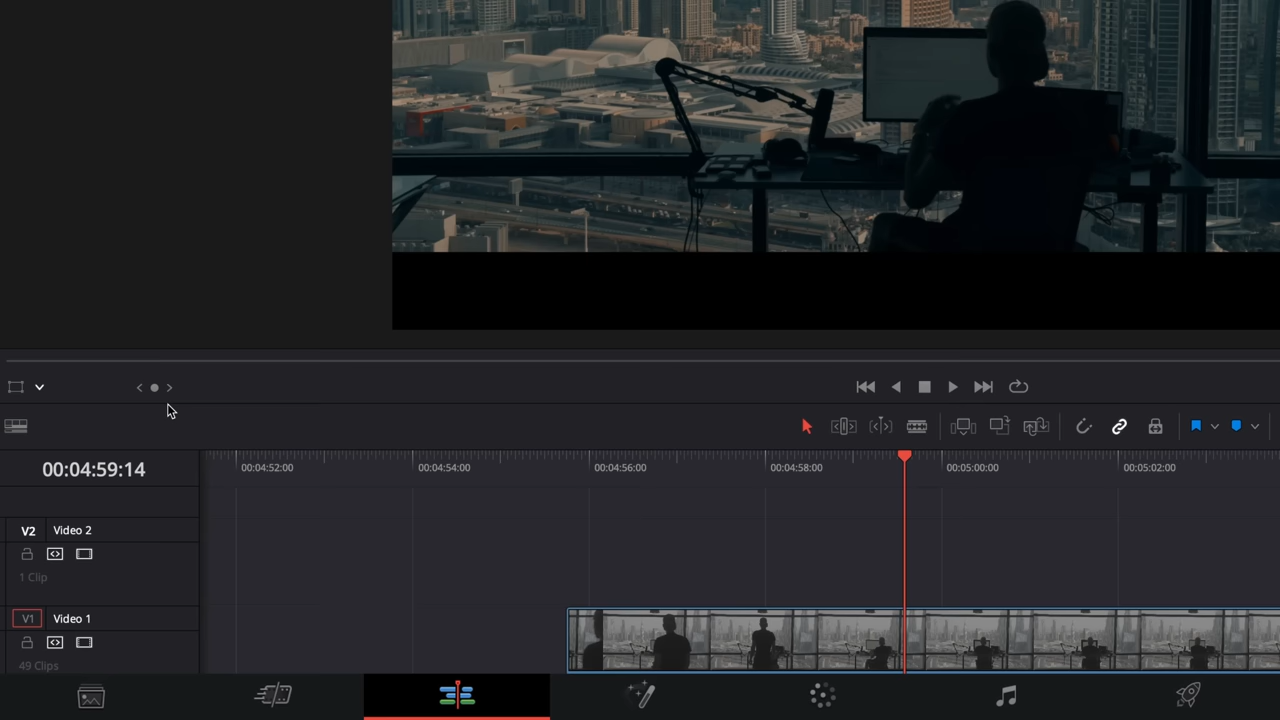 00:04:59:14
00:04:52:00
00:04:54:00
00:04:56:00
00:04:58:00
00:05:00:00
00:05:02:00
V2
Video 2
1 Clip
V1
Video 1
49 Clips